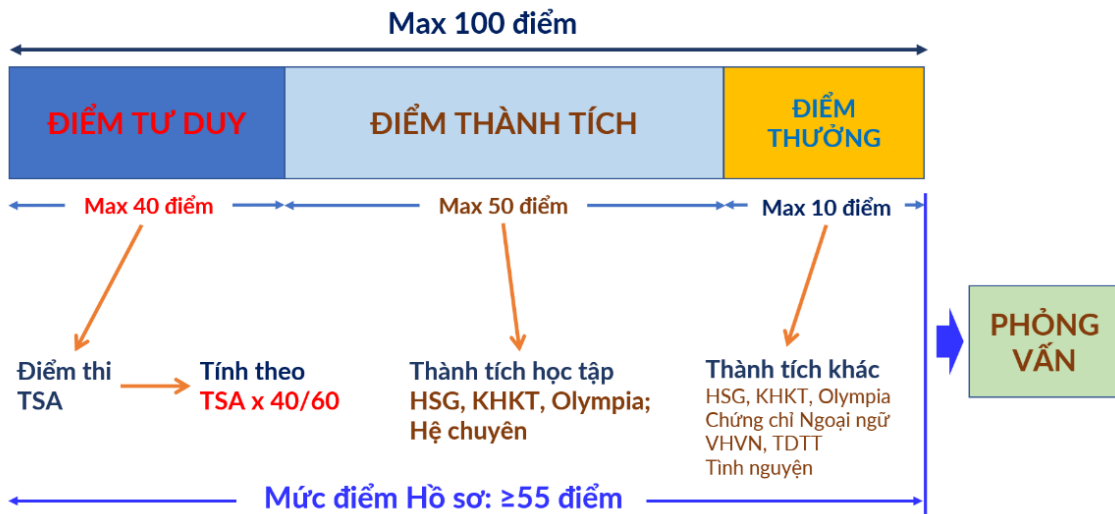 Max 100 điểm
ĐIỂM TƯ DUY
ĐIỂM THÀNH TÍCH
ĐIỂM
THƯỞNG
Max 40 điểm
Max 50 điểm
Max 10 điểm
Điểm thi
TSA
Tính theo
TSA x 40/60
Thành tích học tập
HSG, KHKT, Olympia;
Hệ chuyên
Thành tích khác
HSG, KHKT, Olympia
Chứng chỉ Ngoại ngữ
VHVN, TDTT
Tình nguyện
PHỎNG
VẤN
Mức điểm Hồ sơ: ≥55 điểm